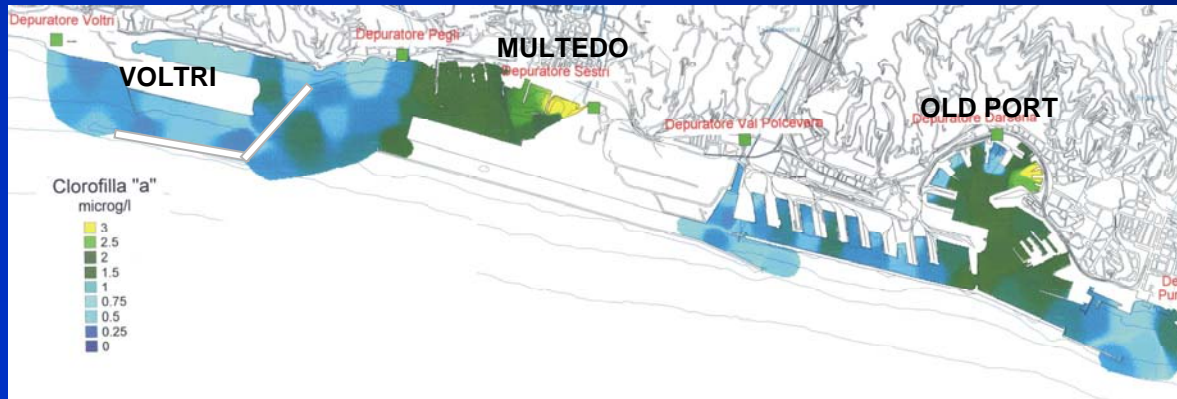 Depuratore Voltri
VOLTRI
Depuratore Pegli
MULTEDO
Depuratore Sestri
Depuratore Val Polcevera
OLD PORT
Depuratore Darsena
Clorofilla "a"
microg/l
3
2.5
2
1.5
1
0.75
0.5
0.25
0